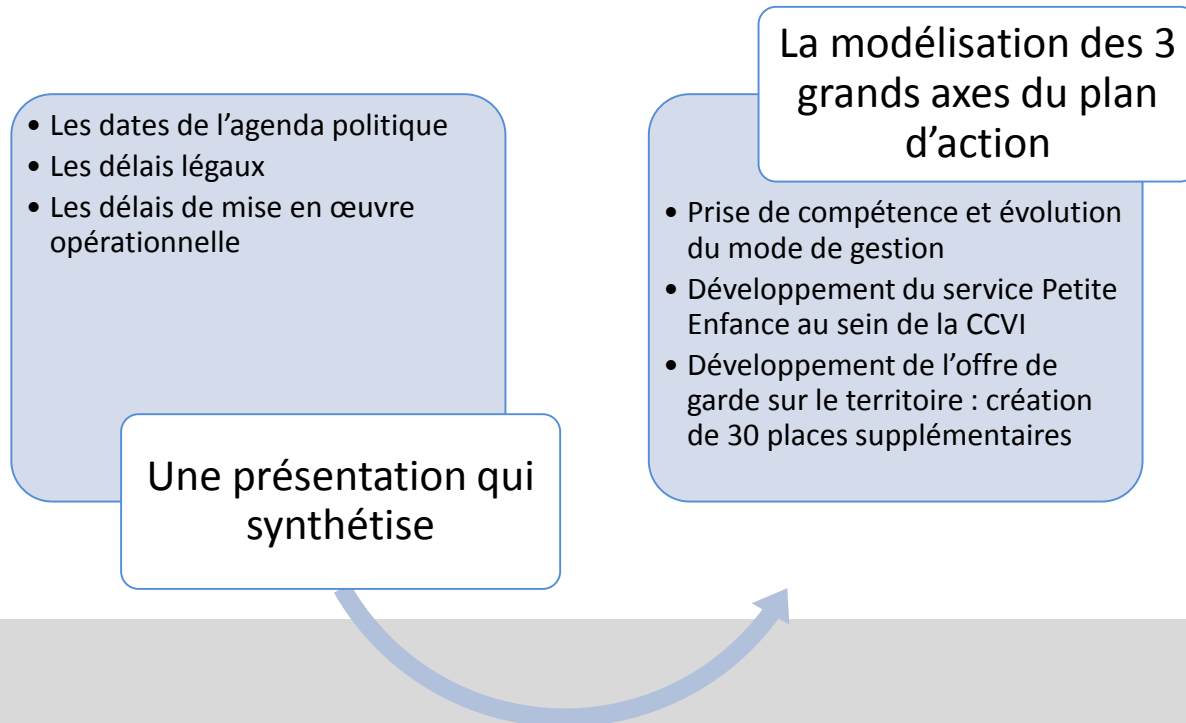 • Les dates de l’agenda politique
• Les délais légaux
• Les délais de mise en œuvre
opérationnelle
Une présentation qui
synthétise
La modélisation des 3
grands axes du plan
d’action
• Prise de compétence et évolution
du mode de gestion
• Développement du service Petite
Enfance au sein de la CCVI
• Développement de l’offre de
garde sur le territoire : création
de 30 places supplémentaires